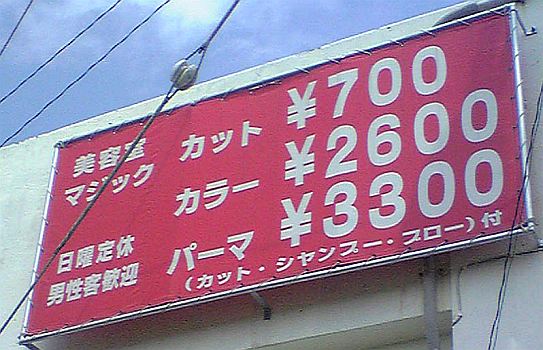 美容室
マジック
日曜定休
男性客歓迎
カット ¥700
カラー ¥2600
パーマ ¥3300
(カット・シャンプー・ブロー)付